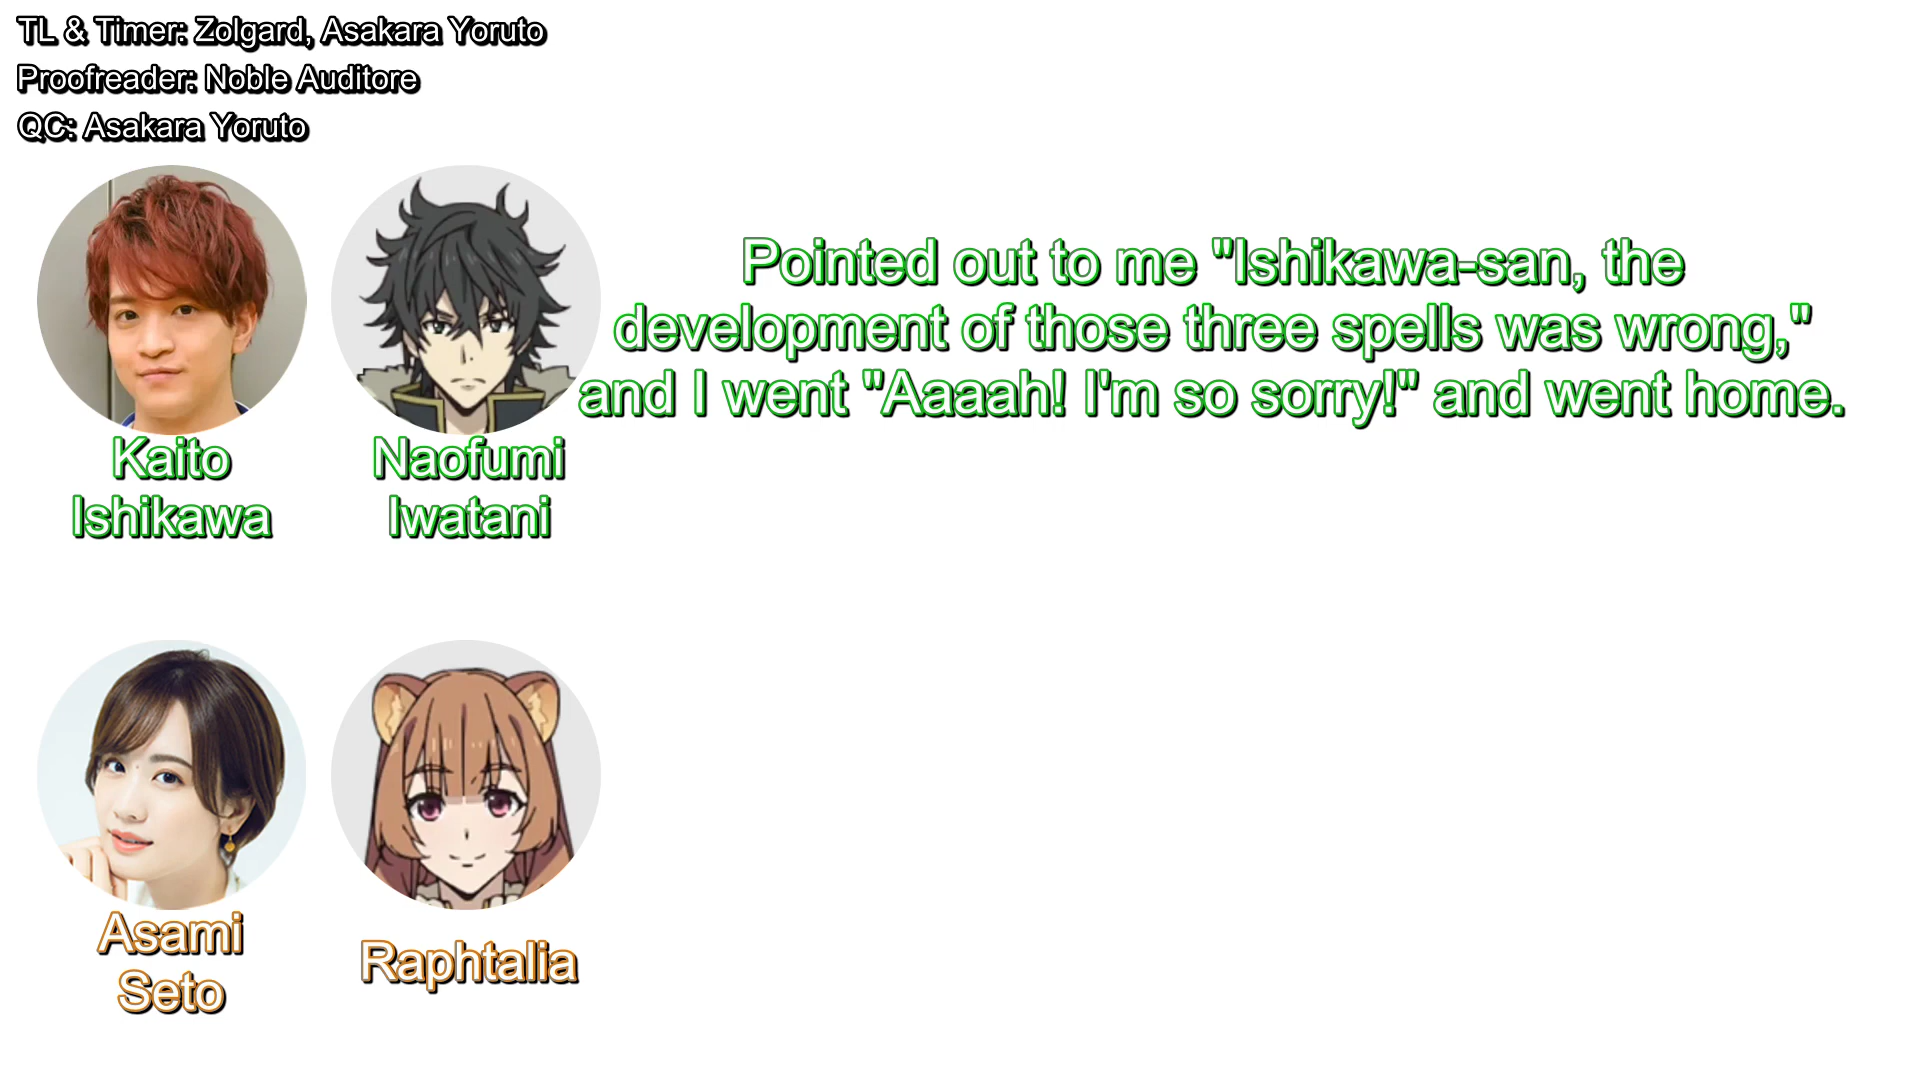 TL & Timer: Zolgard, Asakara Yoruto
Proofreader: Noble Auditore
QC: Asakara Yoruto
Pointed out to me "Ishikawa-san, the
development of those three spells was wrong,"
and I went "Aaaah! I'm so sorry!" and went home.
Kaito
Ishikawa
Naofumi
Iwatani
Asami
Seto
Raphtalia